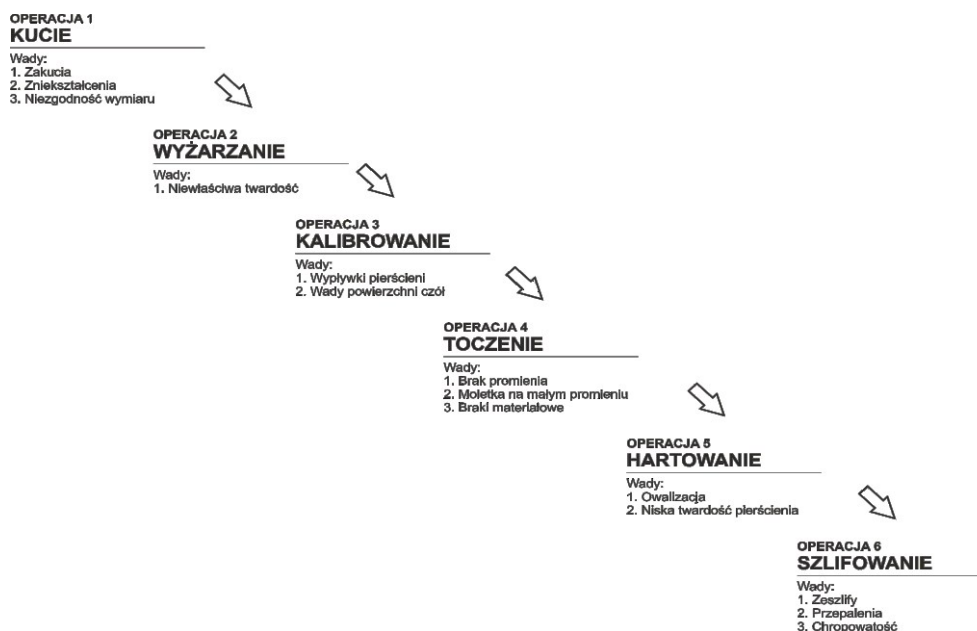 OPERACJA 1
KUCIE
Wady:
1. Zakucia
2. Zniekształcenia
3. Niezgodność wymiaru
OPERACJA 2
WYŻARZANIE
Wady:
1. Niewłaściwa twardość
OPERACJA 3
KALIBROWANIE
Wady:
1. Wypływki pierścieni
2. Wady powierzchni czół
OPERACJA 4
TOCZENIE
Wady:
1. Brak promienia
2. Moletka na małym promieniu
3. Braki materiałowe
OPERACJA 5
HARTOWANIE
Wady:
1. Owalizacja
2. Niska twardość pierścienia
OPERACJA 6
SZLIFOWANIE
Wady:
1. Zeszlify
2. Przepalenia
3. Chropowatość